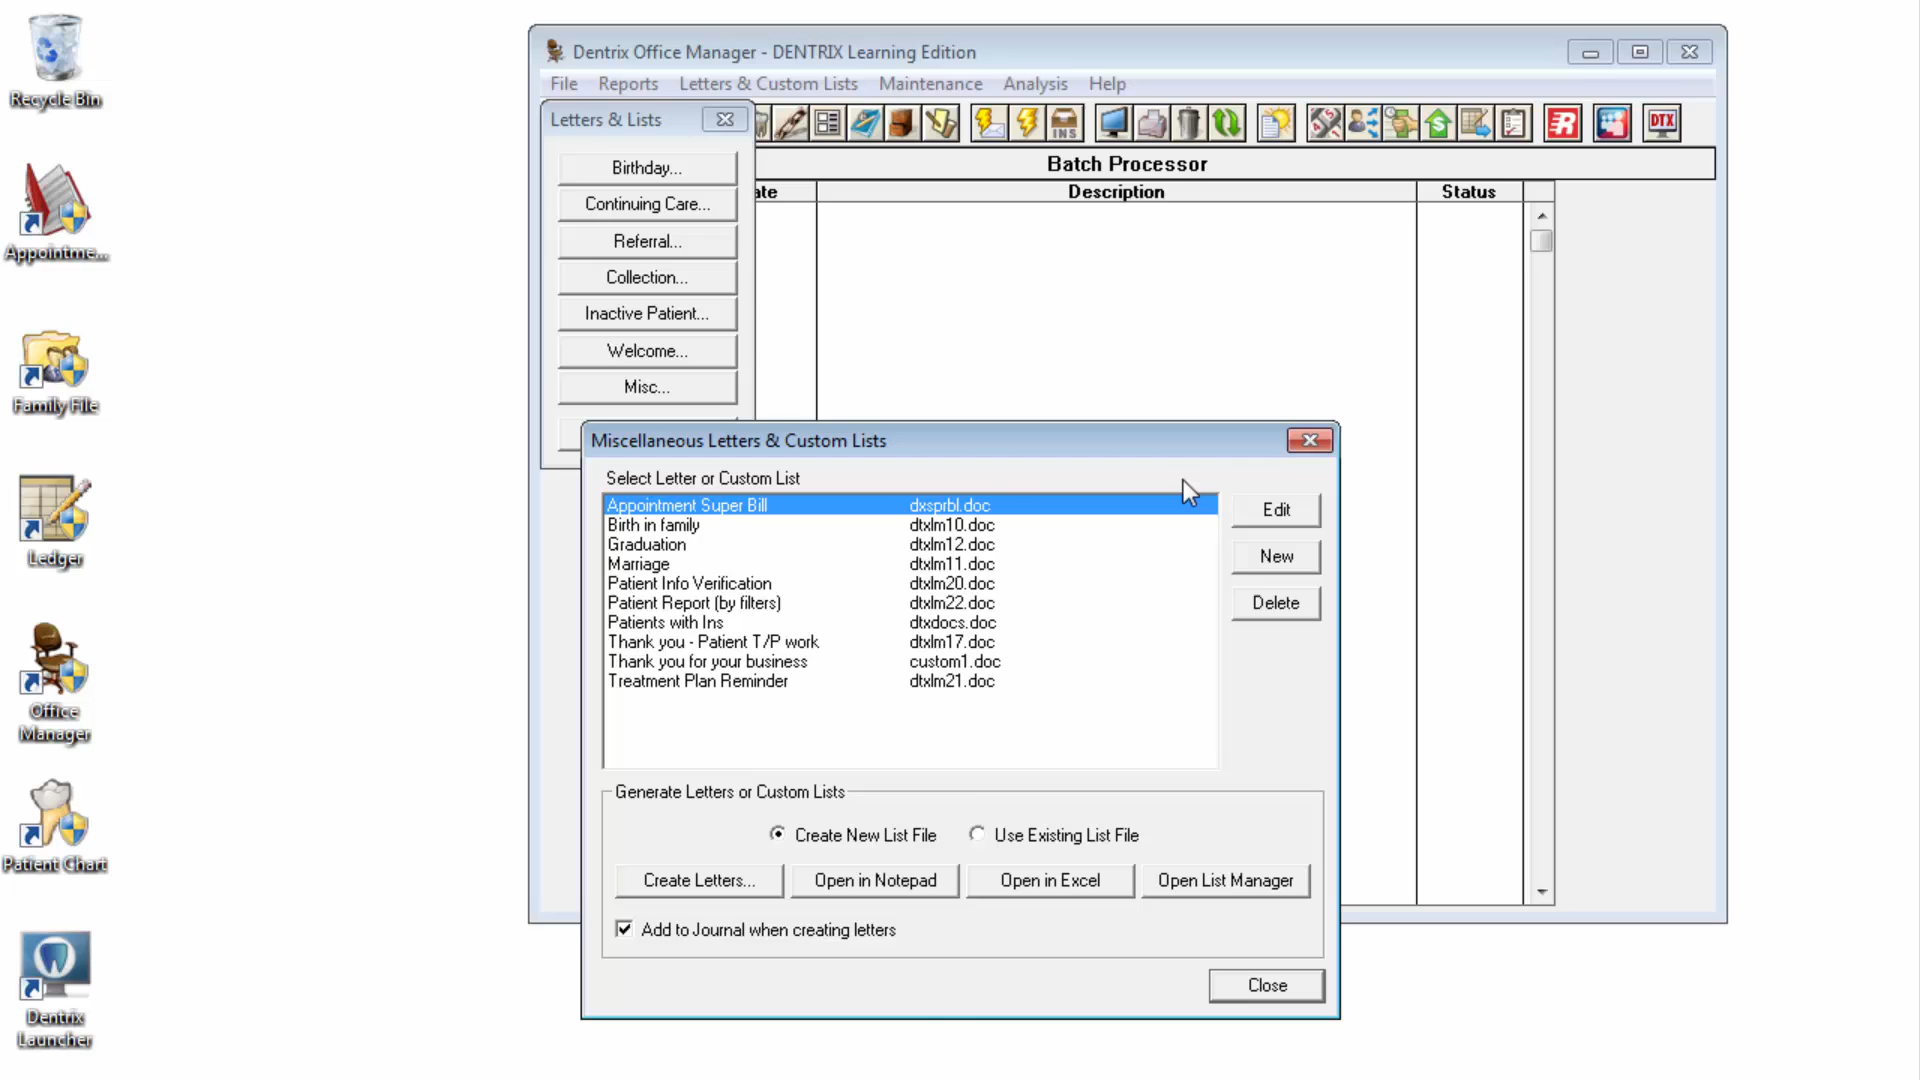 Recycle Bin
Appointme...
Family File
Ledger
Office
Manager
Patient Chart
Dentrix
Launcher
Dentrix Office Manager - DENTRIX Learning Edition
File Reports Letters & Custom Lists Maintenance Analysis Help
INS
DTX
Batch Processor
ate Description Status
Letters & Lists
Birthday...
Continuing Care...
Referral...
Collection...
Inactive Patient...
Welcome...
Misc...
Miscellaneous Letters & Custom Lists
Select Letter or Custom List
Appointment Super Bill dxsprbl.doc
Birth in family dtxlm10.doc
Graduation dtxlm12.doc
Marriage dtxlm11.doc
Patient Info Verification dtxlm20.doc
Patient Report (by filters) dtxlm22.doc
Patients with Ins dtxdocs.doc
Thank you - Patient T/P work dtxlm17.doc
Thank you for your business custom1.doc
Treatment Plan Reminder dtxlm21.doc
Edit
New
Delete
Generate Letters or Custom Lists
Create New List File Use Existing List File
Create Letters... Open in Notepad Open in Excel Open List Manager
Add to Journal when creating letters
Close